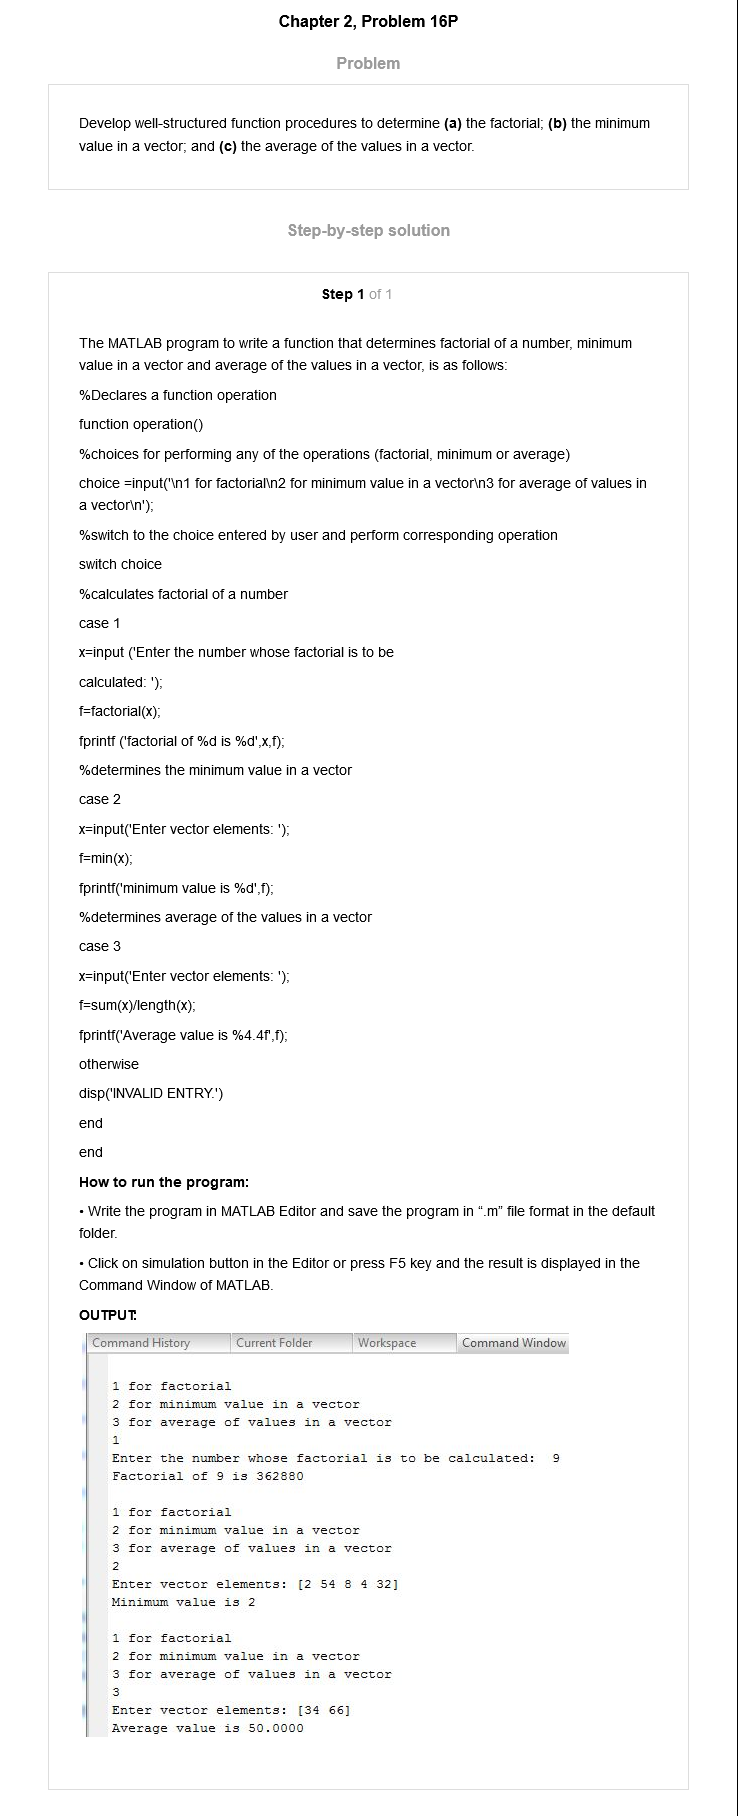 Chapter 2, Problem 16P
Problem
Develop well-structured function procedures to determine (a) the factorial; (b) the minimum
value in a vector; and (c) the average of the values in a vector.
Step-by-step solution
Step 1 of 1
The MATLAB program to write a function that determines factorial of a number, minimum
value in a vector and average of the values in a vector, is as follows:
%Declares a function operation
function operation()
%choices for performing any of the operations (factorial, minimum or average)
choice =input('\n1 for factorial\n2 for minimum value in a vector\n3 for average of values in
a vector\n');
%switch to the choice entered by user and perform corresponding operation
switch choice
%calculates factorial of a number
case 1
x=input ('Enter the number whose factorial is to be
calculated: ');
f=factorial(x);
fprintf ('factorial of %d is %d',x,f);
%determines the minimum value in a vector
case 2
x=input('Enter vector elements: ');
f=min(x);
fprintf('minimum value is %d',f);
%determines average of the values in a vector
case 3
x=input('Enter vector elements: ');
f=sum(x)/length(x);
fprintf('Average value is %4.4f',f);
otherwise
disp('INVALID ENTRY.')
end
end
How to run the program:
• Write the program in MATLAB Editor and save the program in “.m” file format in the default
folder.
• Click on simulation button in the Editor or press F5 key and the result is displayed in the
Command Window of MATLAB.
OUTPUT:
Command History Current Folder Workspace Command Window
1 for factorial
2 for minimum value in a vector
3 for average of values in a vector
1
Enter the number whose factorial is to be calculated:  9
Factorial of 9 is 362880
1 for factorial
2 for minimum value in a vector
3 for average of values in a vector
2
Enter vector elements: [2 54 8 4 32]
Minimum value is 2
1 for factorial
2 for minimum value in a vector
3 for average of values in a vector
3
Enter vector elements: [34 66]
Average value is 50.0000